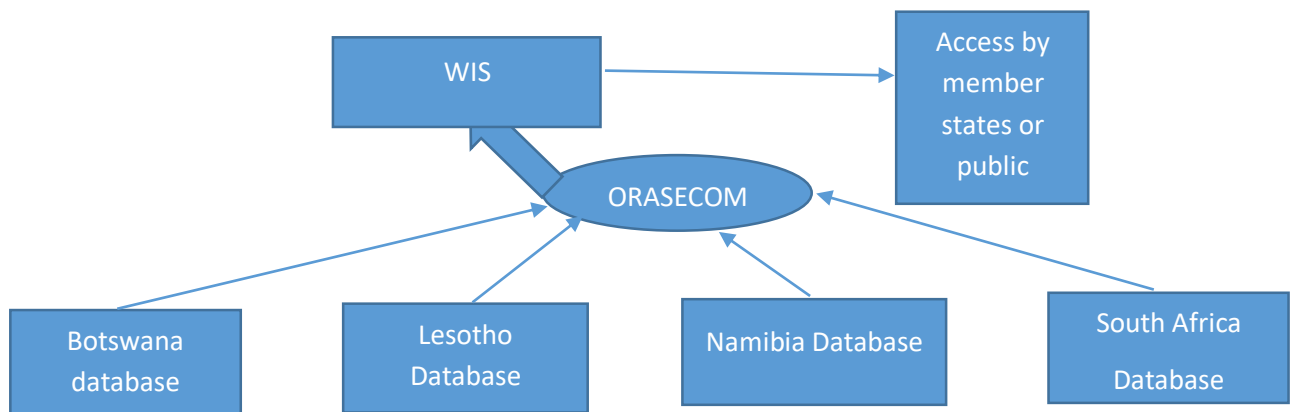 WIS
Access by
member
states or
public
ORASECOM
Botswana
database
Lesotho
Database
Namibia Database
South Africa
Database